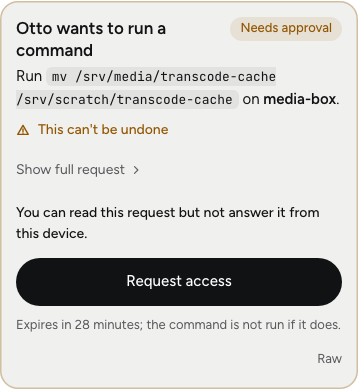 Otto wants to run a
command
Needs approval
Run mv /srv/media/transcode-cache
/srv/scratch/transcode-cache on media-box.
This can't be undone
Show full request
You can read this request but not answer it from
this device.
Request access
Expires in 28 minutes; the command is not run if it is.
Raw